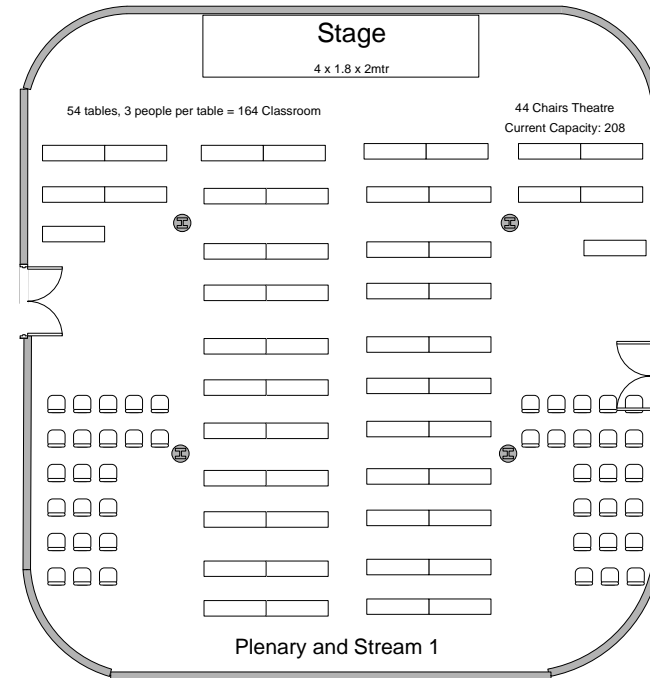 Stage
4 x 1.8 x 2mtr
54 tables, 3 people per table = 164 Classroom
44 Chairs Theatre
Current Capacity: 208
Plenary and Stream 1